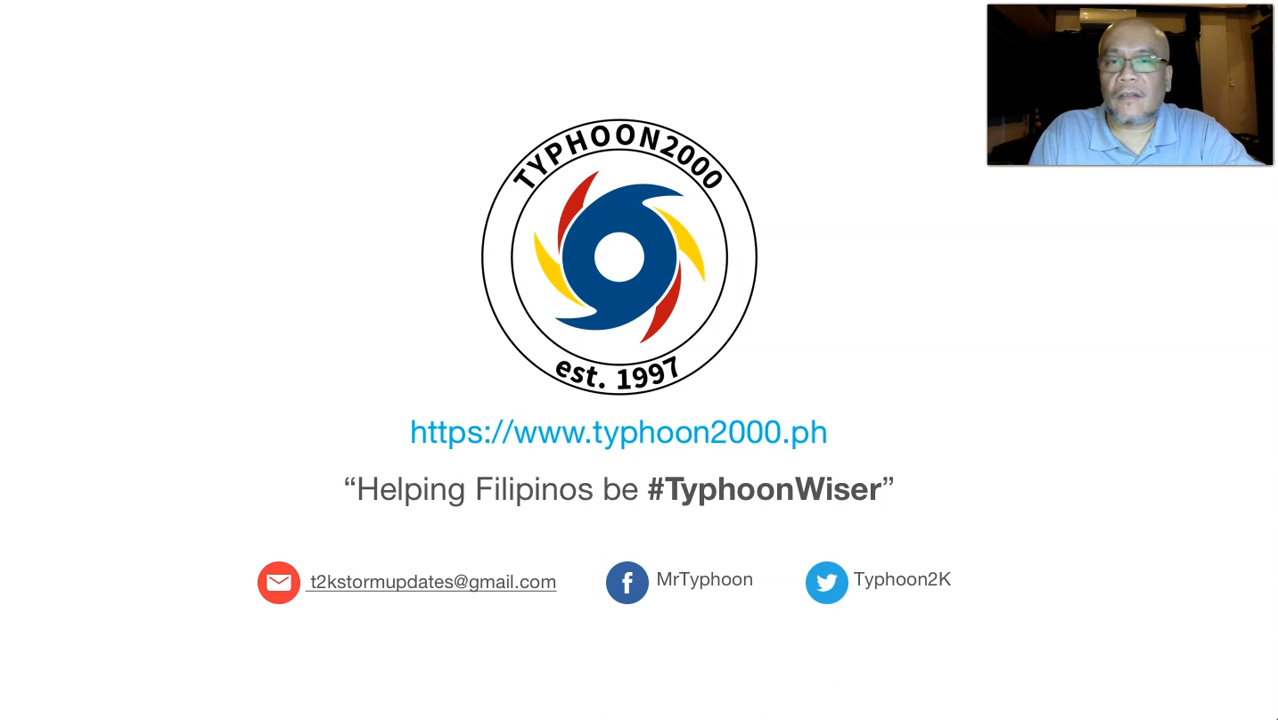 TYPHOON2000
est. 1997
https://www.typhoon2000.ph
“Helping Filipinos be #TyphoonWiser”
t2kstormupdates@gmail.com
MrTyphoon
Typhoon2K